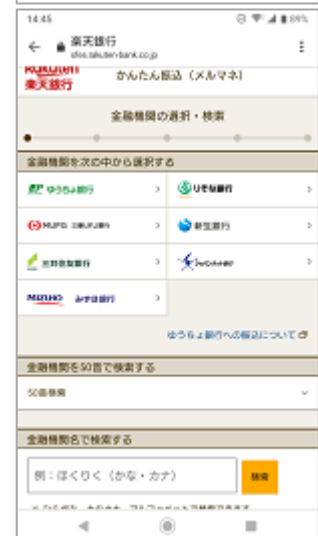 14:45
89%
楽天銀行
sfes.rakuten-bank.co.jp
Rakuten
楽天銀行
かんたん振込（メルマネ）
金融機関の選択・検索
金融機関を次の中から選択する
ゆうちょ銀行
りそな銀行
MUFG 三菱UFJ銀行
新生銀行
三井住友銀行
MIZUHO みずほ銀行
ゆうちょ銀行への振込について
金融機関を50音で検索する
50音検索
金融機関名で検索する
例：ほくりく（かな・カナ）
検索